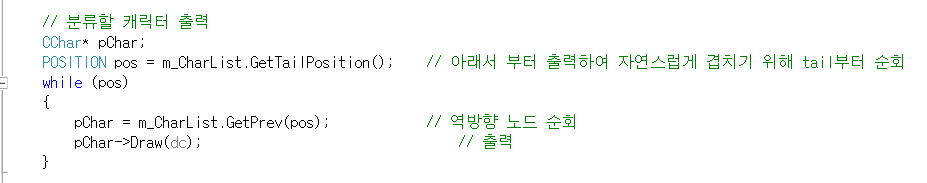 // 분류할 캐릭터 출력
CChar* pChar;
POSITION pos = m_CharList.GetTailPosition(); // 아래서 부터 출력하여 자연스럽게 겹치기 위해 tail부터 순회
while (pos)
{
pChar = m_CharList.GetPrev(pos); // 역방향 노드 순회
pChar->Draw(dc); // 출력
}